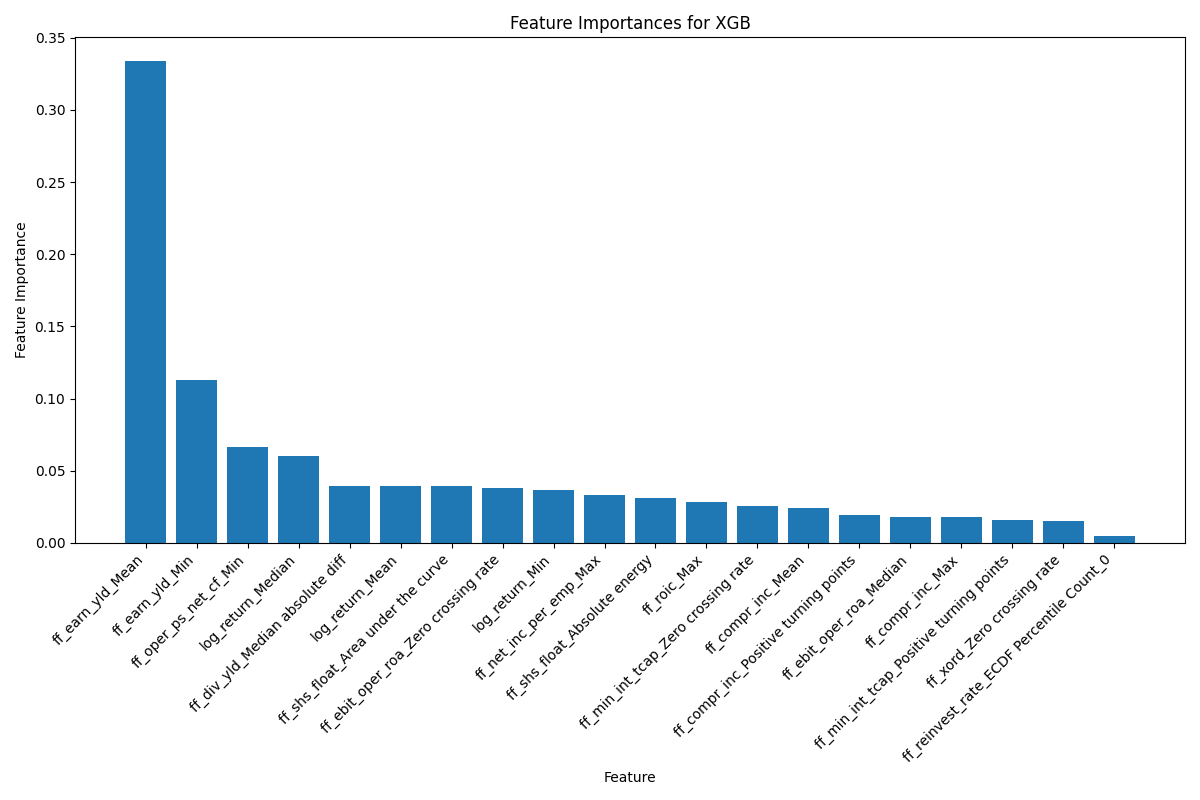 Feature Importances for XGB
Feature Importance
0.35
0.30
0.25
0.20
0.15
0.10
0.05
0.00
ff_earn_yld_Mean
ff_earn_yld_Min
ff_oper_ps_net_cf_Min
log_return_Median
ff_div_yld_Median absolute diff
log_return_Mean
ff_shs_float_Area under the curve
ff_ebit_oper_roa_Zero crossing rate
log_return_Min
ff_net_inc_per_emp_Max
ff_shs_float_Absolute energy
ff_roic_Max
ff_min_int_tcap_Zero crossing rate
ff_compr_inc_Mean
ff_compr_inc_Positive turning points
ff_ebit_oper_roa_Median
ff_compr_inc_Max
ff_min_int_tcap_Positive turning points
ff_xord_Zero crossing rate
ff_reinvest_rate_ECDF Percentile Count_0
Feature